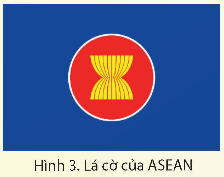 Hình 3. Lá cờ của ASEAN